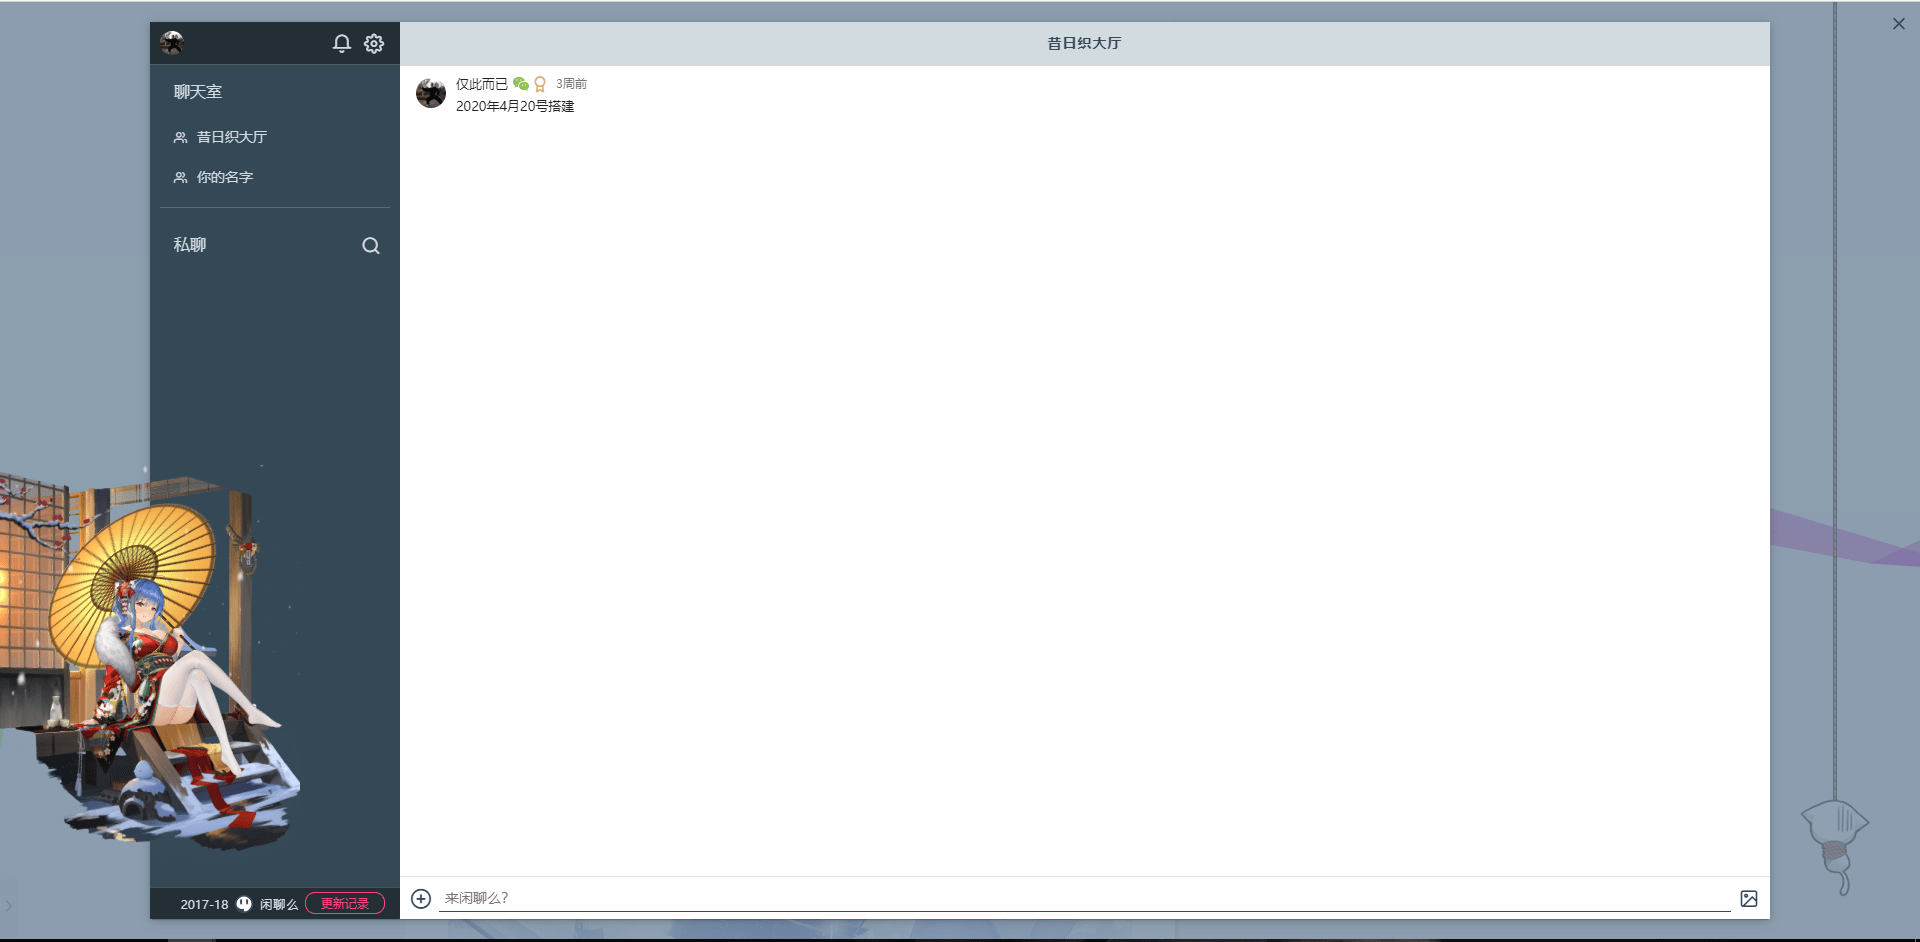 昔日织大厅
聊天室
昔日织大厅
你的名字
私聊
仅此而已 3周前
2020年4月20号搭建
2017-18 闲聊么 更新记录
来闲聊么?